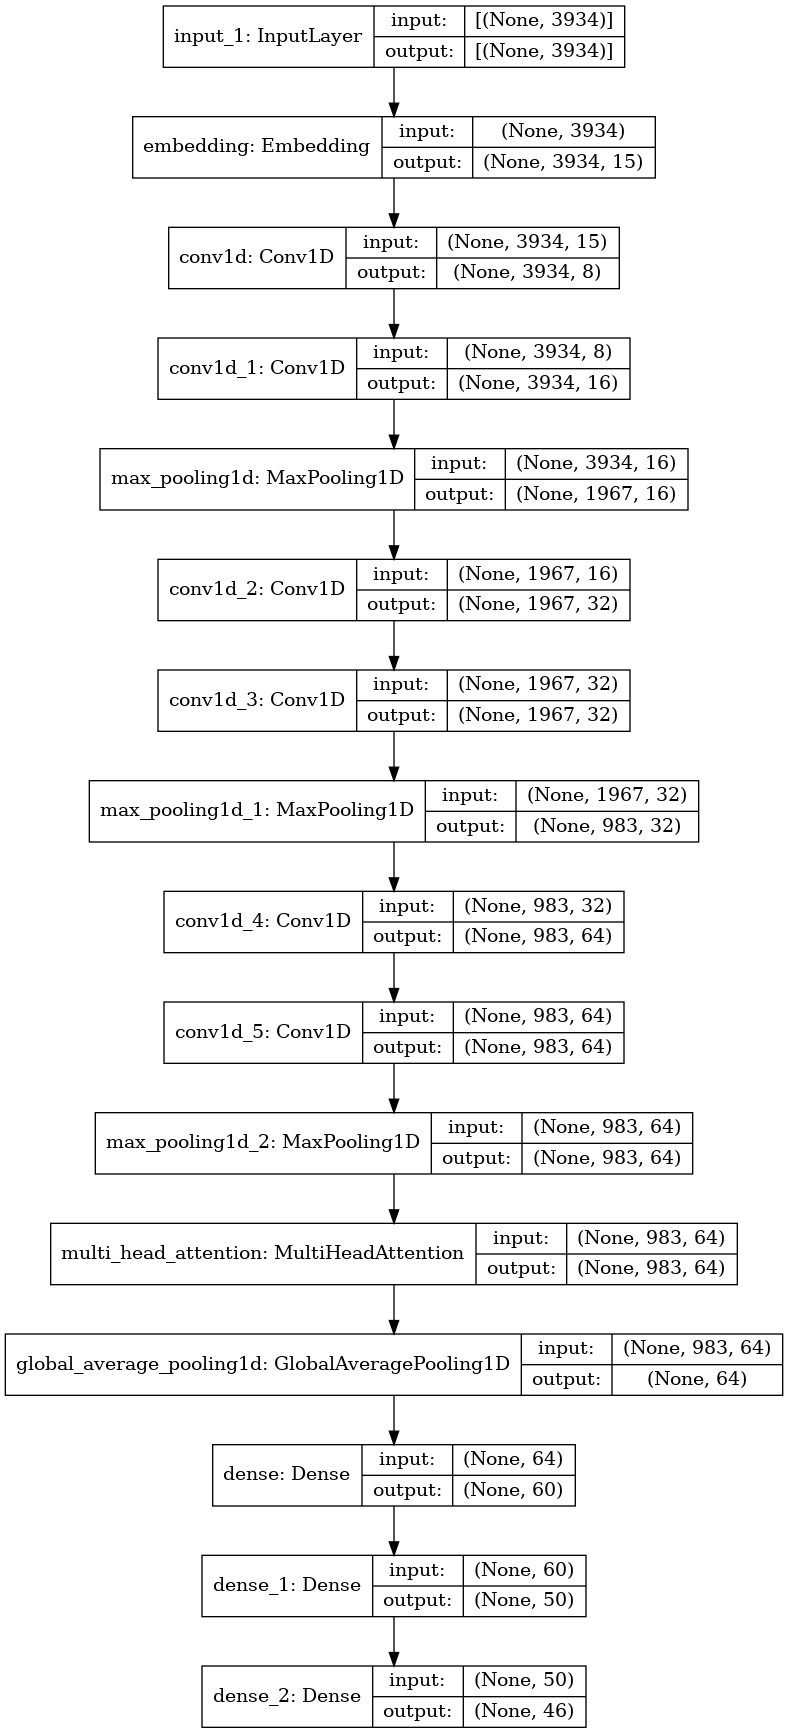 input_1: InputLayer
input: [(None, 3934)]
output: [(None, 3934)]
embedding: Embedding
input: (None, 3934)
output: (None, 3934, 15)
conv1d: Conv1D
input: (None, 3934, 15)
output: (None, 3934, 8)
conv1d_1: Conv1D
input: (None, 3934, 8)
output: (None, 3934, 16)
max_pooling1d: MaxPooling1D
input: (None, 3934, 16)
output: (None, 1967, 16)
conv1d_2: Conv1D
input: (None, 1967, 16)
output: (None, 1967, 32)
conv1d_3: Conv1D
input: (None, 1967, 32)
output: (None, 1967, 32)
max_pooling1d_1: MaxPooling1D
input: (None, 1967, 32)
output: (None, 983, 32)
conv1d_4: Conv1D
input: (None, 983, 32)
output: (None, 983, 64)
conv1d_5: Conv1D
input: (None, 983, 64)
output: (None, 983, 64)
max_pooling1d_2: MaxPooling1D
input: (None, 983, 64)
output: (None, 983, 64)
multi_head_attention: MultiHeadAttention
input: (None, 983, 64)
output: (None, 983, 64)
global_average_pooling1d: GlobalAveragePooling1D
input: (None, 983, 64)
output: (None, 64)
dense: Dense
input: (None, 64)
output: (None, 60)
dense_1: Dense
input: (None, 60)
output: (None, 50)
dense_2: Dense
input: (None, 50)
output: (None, 46)